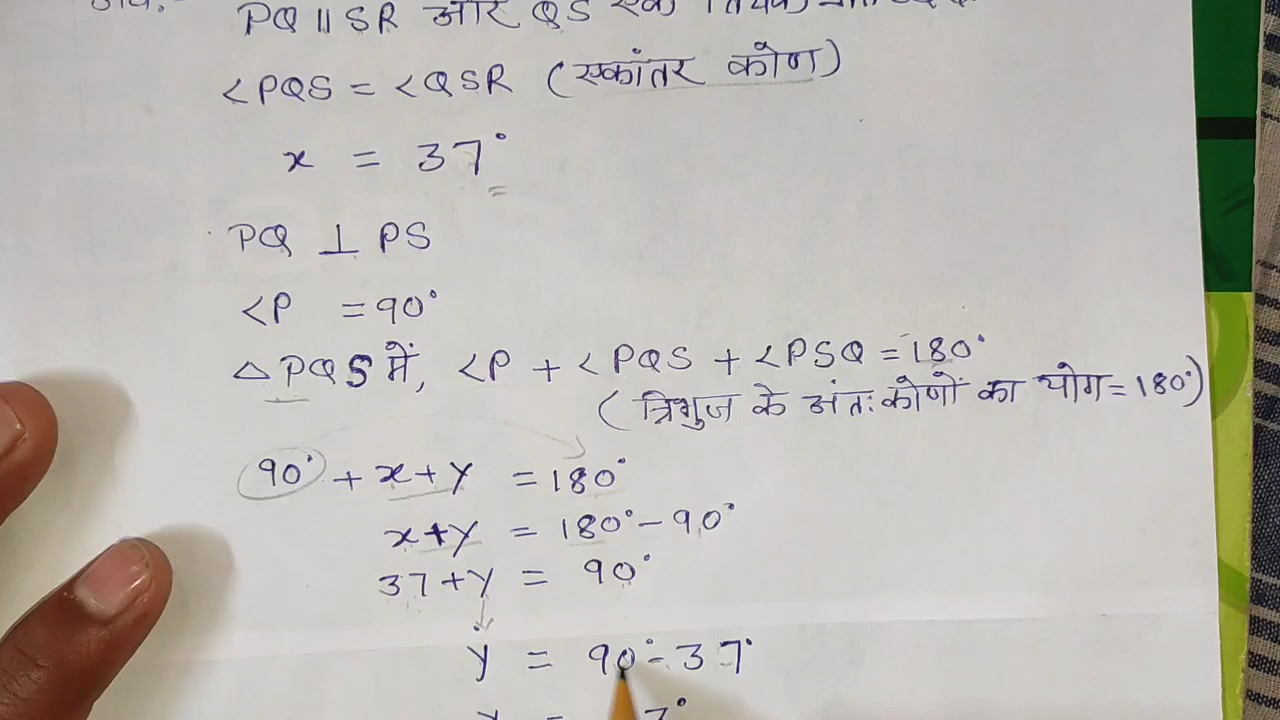 PQ || SR और QS एक
<PQS = <QSR (एकांतर कोण)
x = 37°
PQ ⊥ PS
<P = 90°
△ PQS में, <P + <PQS + <PSQ = 180°
(त्रिभुज के अंतः कोणों का योग = 180°)
90° + x + y = 180°
x + y = 180° - 90°
37 + y = 90°
y = 90° - 37°